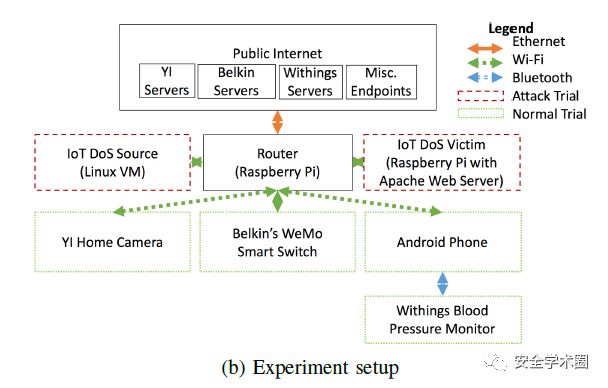 Public Internet
YI
Servers
Belkin
Servers
Withings
Servers
Misc.
Endpoints
Legend
Ethernet
Wi-Fi
Bluetooth
Attack Trial
Normal Trial
IoT DoS Source
(Linux VM)
Router
(Raspberry Pi)
IoT DoS Victim
(Raspberry Pi with
Apache Web Server)
YI Home Camera
Belkin's WeMo
Smart Switch
Android Phone
Withings Blood
Pressure Monitor
(b) Experiment setup
安全学术圈